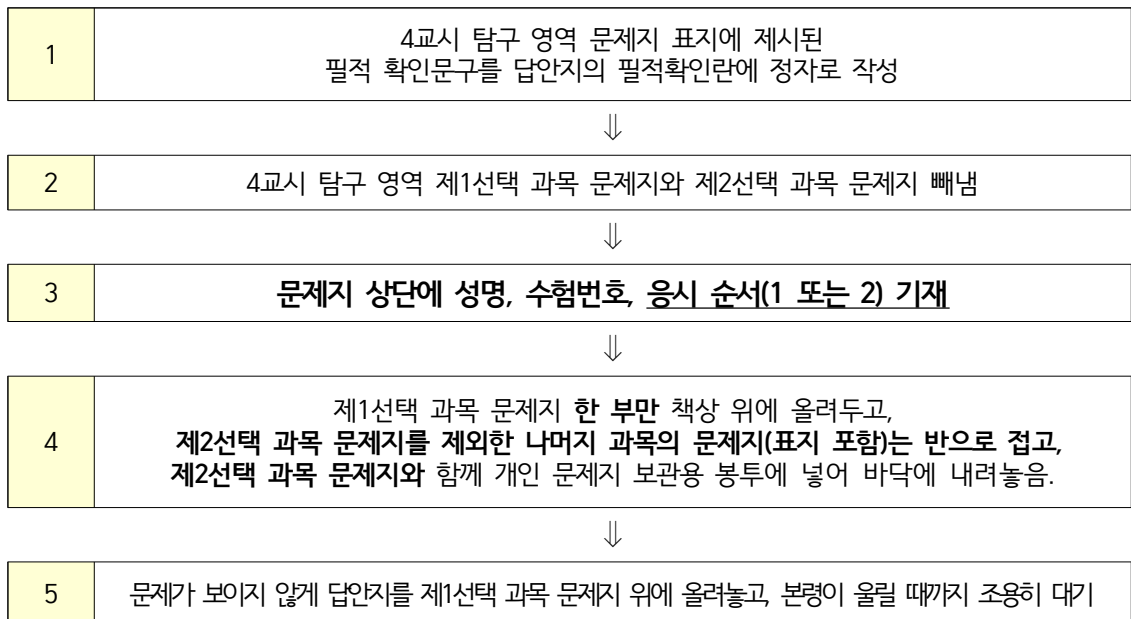 1
4교시 탐구 영역 문제지 표지에 제시된
필적 확인문구를 답안지의 필적확인란에 정자로 작성
⇓
2
4교시 탐구 영역 제1선택 과목 문제지와 제2선택 과목 문제지 빼냄
⇓
3
문제지 상단에 성명, 수험번호, 응시 순서(1 또는 2) 기재
⇓
4
제1선택 과목 문제지 한 부만 책상 위에 올려두고,
제2선택 과목 문제지를 제외한 나머지 과목의 문제지(표지 포함)는 반으로 접고,
제2선택 과목 문제지와 함께 개인 문제지 보관용 봉투에 넣어 바닥에 내려놓음.
⇓
5
문제가 보이지 않게 답안지를 제1선택 과목 문제지 위에 올려놓고, 본령이 울릴 때까지 조용히 대기